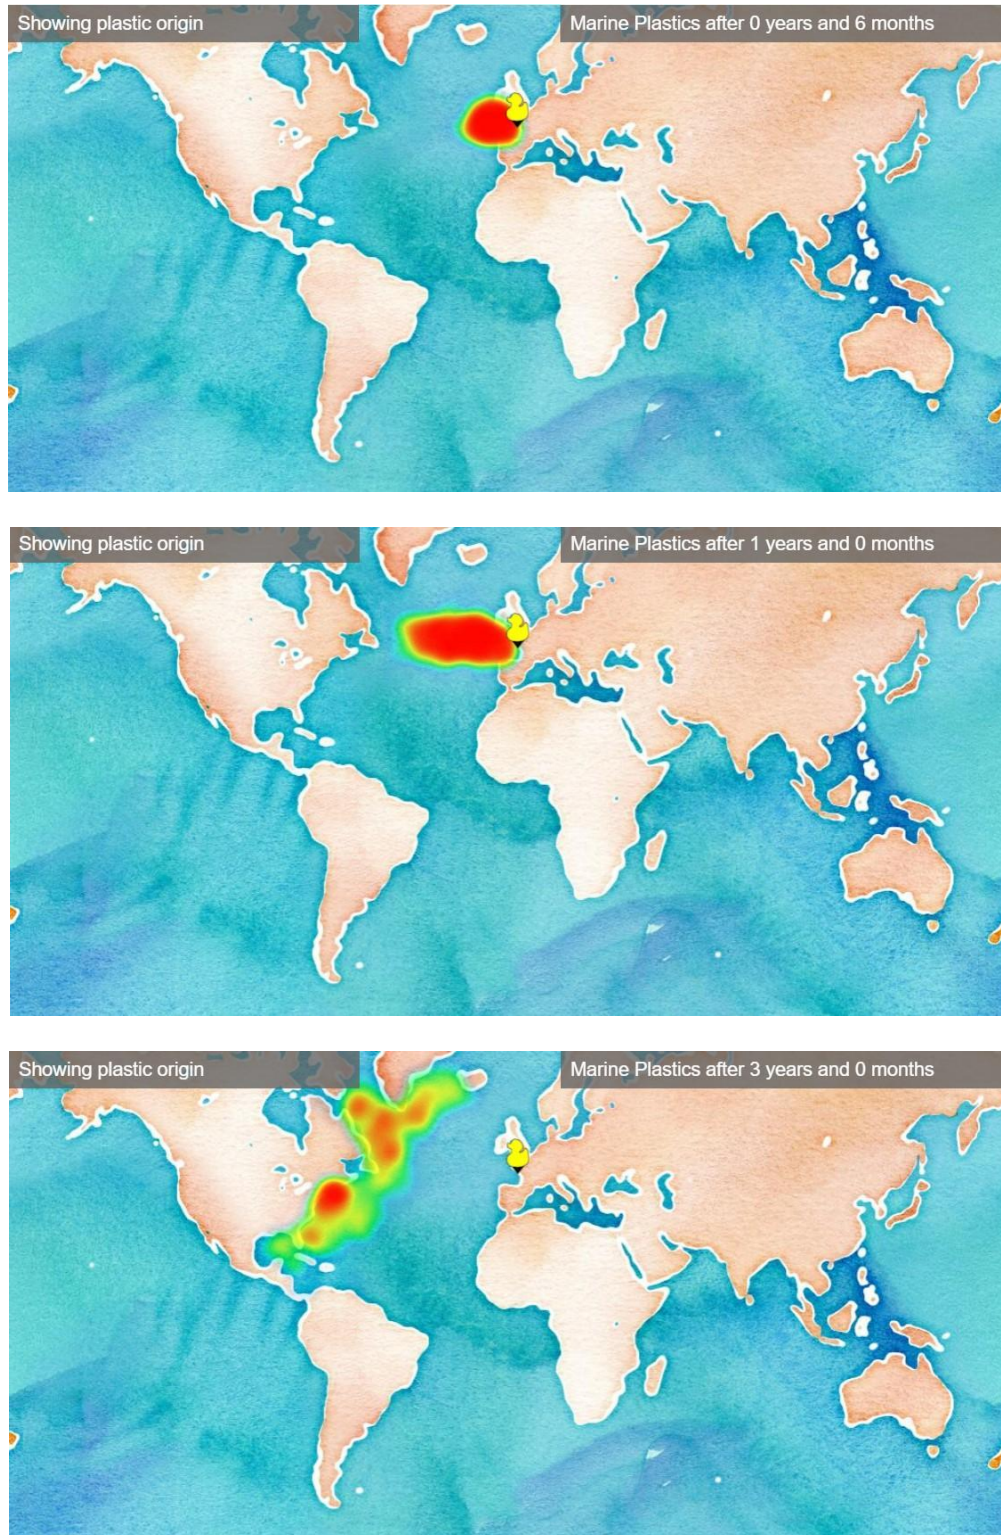 Showing plastic origin
Marine Plastics after 0 years and 6 months
Showing plastic origin
Marine Plastics after 1 years and 0 months
Showing plastic origin
Marine Plastics after 3 years and 0 months